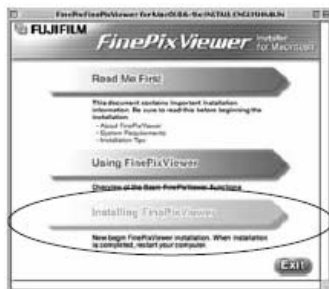 FUJIFILM
FinePixViewer Installer
for Macintosh
Read Me First
This document contains important installation
information. Be sure to read this before beginning the
installation.
- About FinePixViewer
- System Requirements
- Installation Tips
Using FinePixViewer
Overview of the Basic FinePixViewer Functions
Installing FinePixViewer
Now begin FinePixViewer installation. When installation
is completed, restart your computer.
Exit